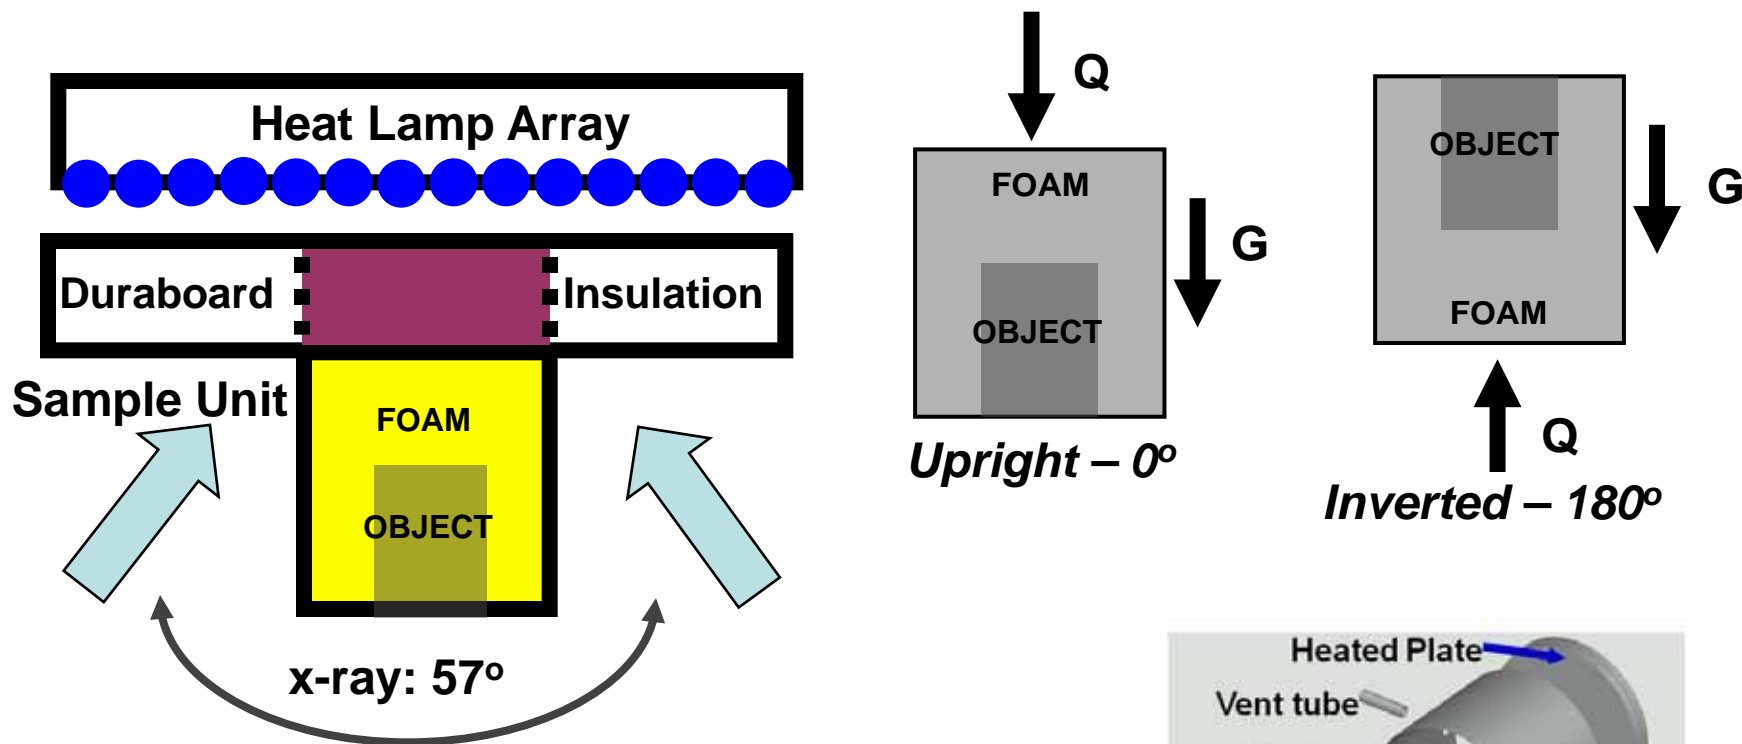 Heat Lamp Array
Duraboard
Insulation
Sample Unit
FOAM
OBJECT
x-ray: 57º
Q
FOAM
G
OBJECT
Upright – 0º
OBJECT
G
FOAM
Q
Inverted – 180º
Heated Plate
Vent tube